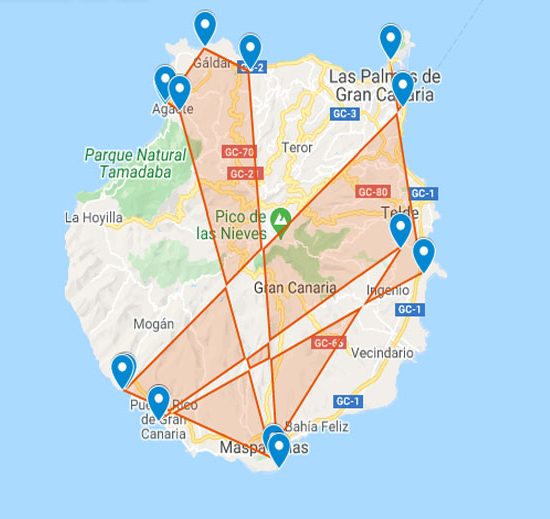 Gáldar
GC-2
Las Palmas de
Gran Canaria
Agaete
GC-3
Teror
Parque Natural
Tamadaba
GC-70
GC-21
GC-80
GC-1
La Hoyilla
Pico de
las Nieves
Telde
Gran Canaria
Ingenio
GC-1
Mogán
GC-65
Vecindario
Puerto Rico
de Gran
Canaria
GC-1
Bahía Feliz
Maspalomas